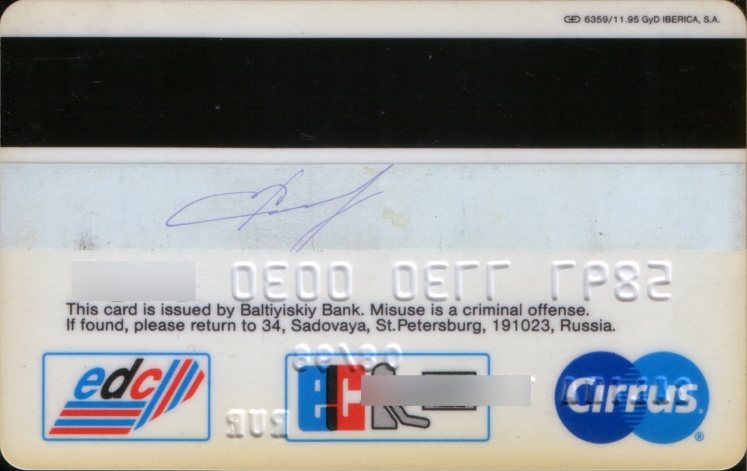 6359/11.95 GyD IBERICA, S.A.
This card is issued by Baltiyiskiy Bank. Misuse is a criminal offense.
If found, please return to 34, Sadovaya, St.Petersburg, 191023, Russia.
edc
ec
Cirrus®